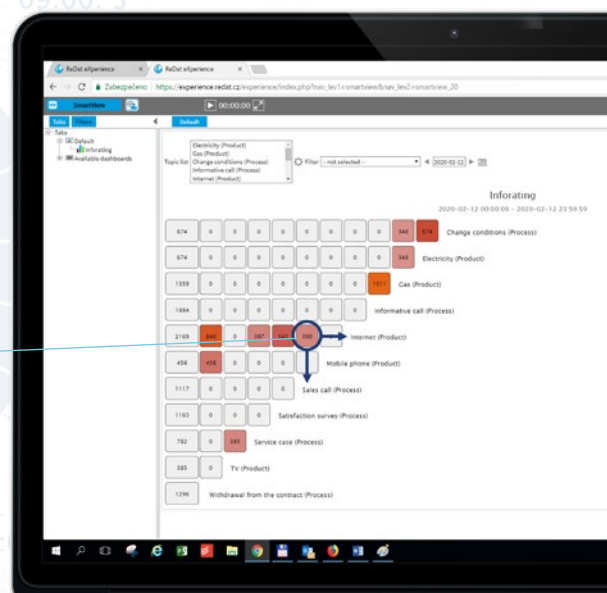 09:00: 5
ReDat eXperience × ReDat eXperience ×
Zabezpečeno https://experience.redat.cz/experience/index.php?nav_lev1=smartview&nav_lev2=smartview_20
SmartView 00:00:00
Tabs Filters Default
Tabs
Default
Inforating
Available dashboards
Electricity (Product)
Gas (Product)
Topic list Change conditions (Process) Filter -- not selected -- 2020-02-12
Informative call (Process)
Internet (Product)
Inforating
2020-02-12 00:00:00 - 2020-02-12 23:59:59
674 0 0 0 0 0 0 0 0 340 674 Change conditions (Process)
674 0 0 0 0 0 0 0 0 340 Electricity (Product)
1359 0 0 0 0 0 0 0 1011 Gas (Product)
1684 0 0 0 0 0 0 0 Informative call (Process)
2169 0 Internet (Product)
456 456 0 0 0 Mobile phone (Product)
1117 0 0 0 0 Sales call (Process)
1163 0 0 0 Satisfaction survey (Process)
782 0 385 Service case (Process)
385 0 TV (Product)
1296 Withdrawal from the contract (Process)